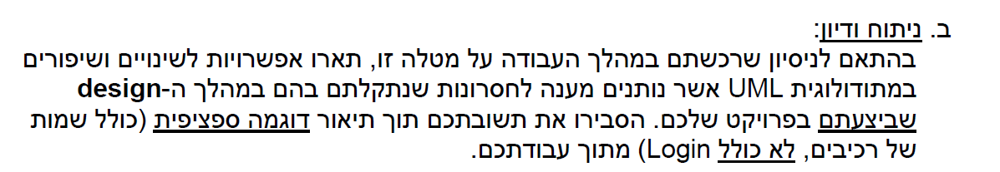 ב. ניתוח ודיון:
בהתאם לניסיון שרכשתם במהלך העבודה על מטלה זו, תארו אפשרויות לשינויים ושיפורים
במתודולוגית UML אשר נותנים מענה לחסרונות שנתקלתם בהם במהלך ה-design
שביצעתם בפרויקט שלכם. הסבירו את תשובתכם תוך תיאור דוגמה ספציפית (כולל שמות
של רכיבים, לא כולל Login) מתוך עבודתכם.